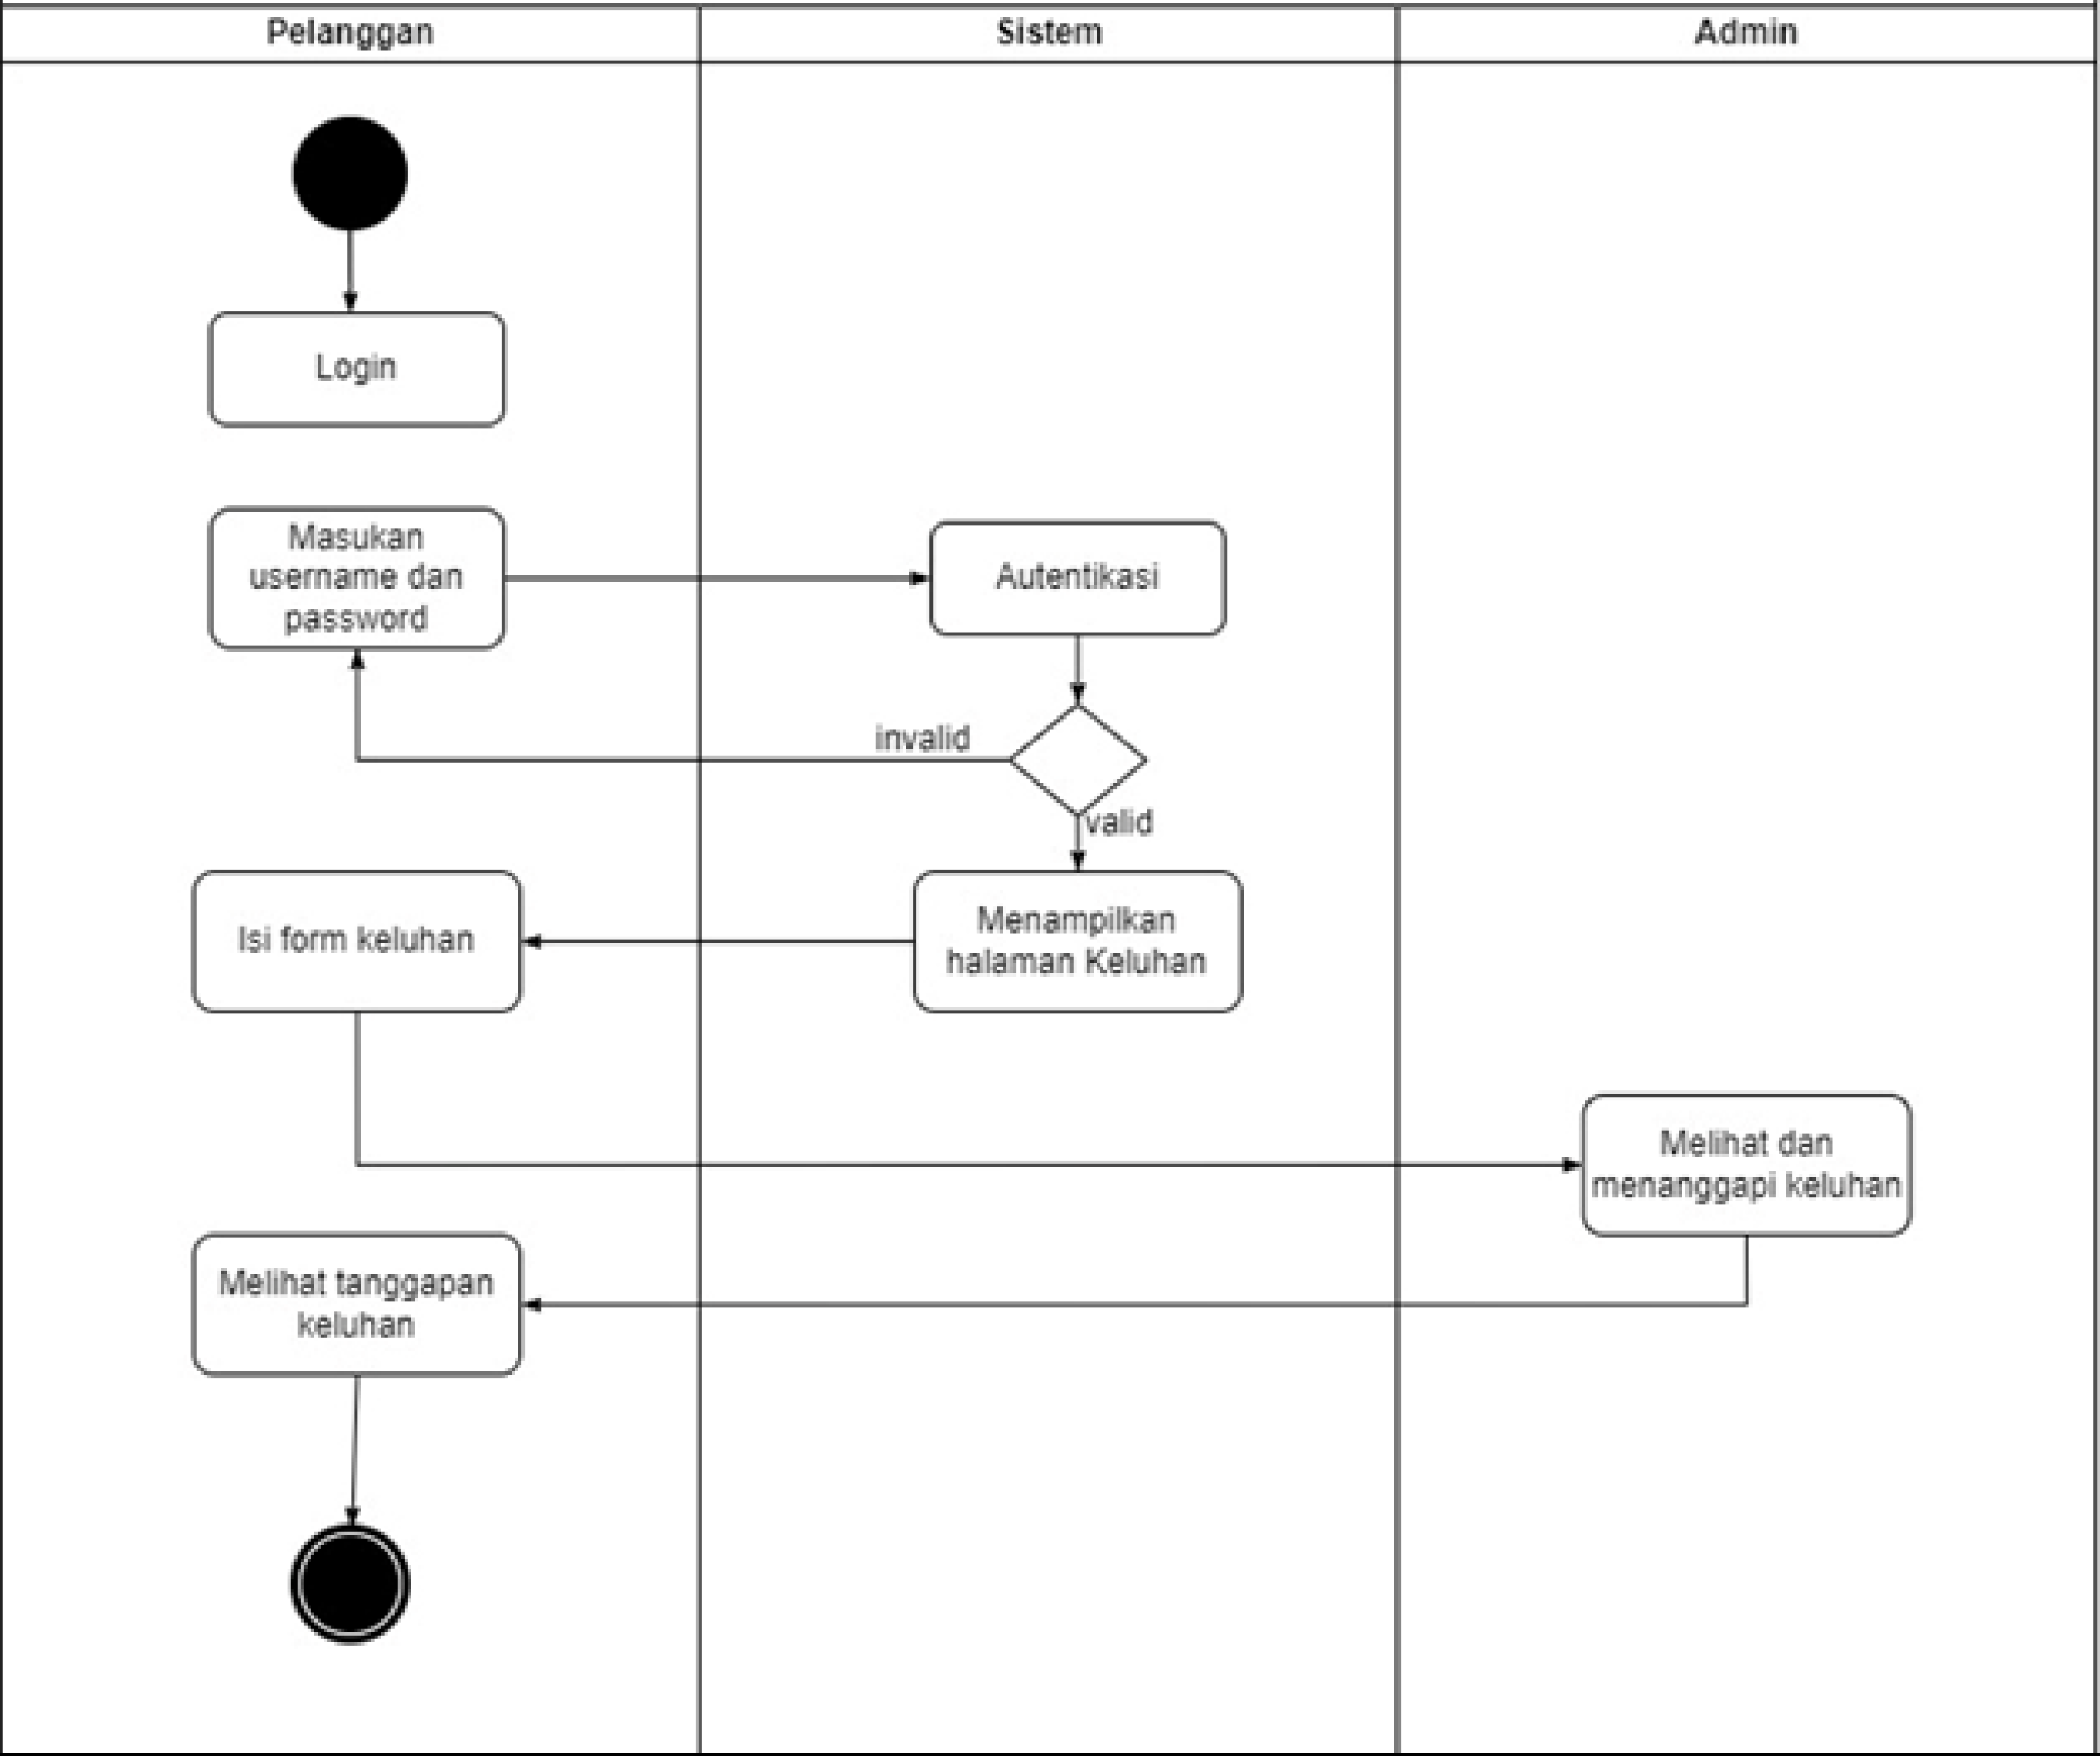 Pelanggan
Sistem
Admin
Login
Masukan
username dan
password
Autentikasi
invalid
valid
Menampilkan
halaman Keluhan
Isi form keluhan
Melihat dan
menanggapi keluhan
Melihat tanggapan
keluhan